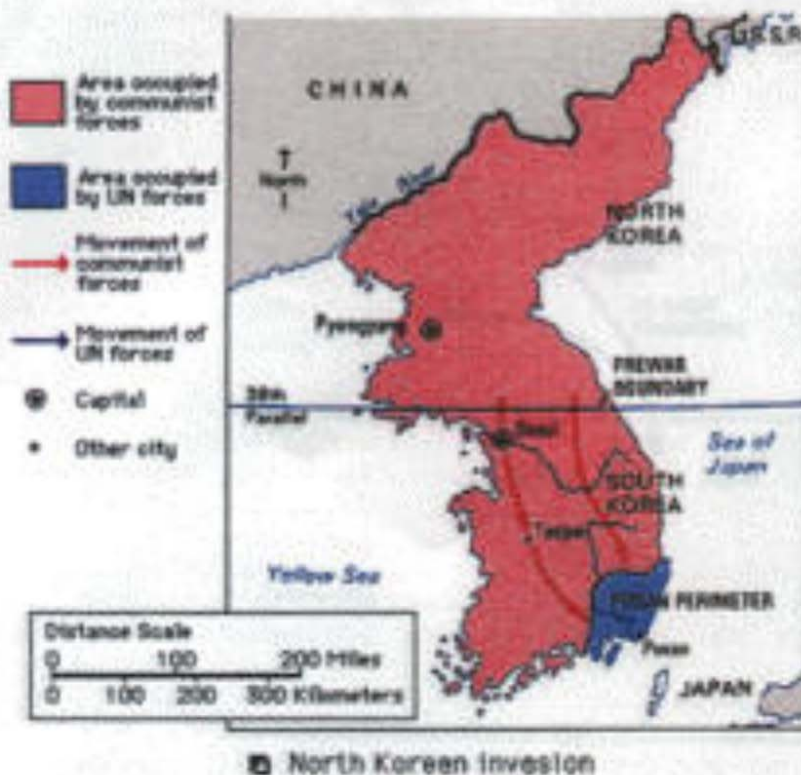 Area occupied
by communist
forces
Area occupied
by UN forces
Movement of
communist
forces
Movement of
UN forces
Capital
Other city
CHINA
U.S.S.R.
North
Yalu River
NORTH
KOREA
Pyongyang
PREWAR
BOUNDARY
38th
Parallel
Seoul
Sea of
Japan
SOUTH
KOREA
Taejon
Yellow Sea
PUSAN PERIMETER
Pusan
JAPAN
Distance Scale
0 100 200 Miles
0 100 200 300 Kilometers
North Korean invasion